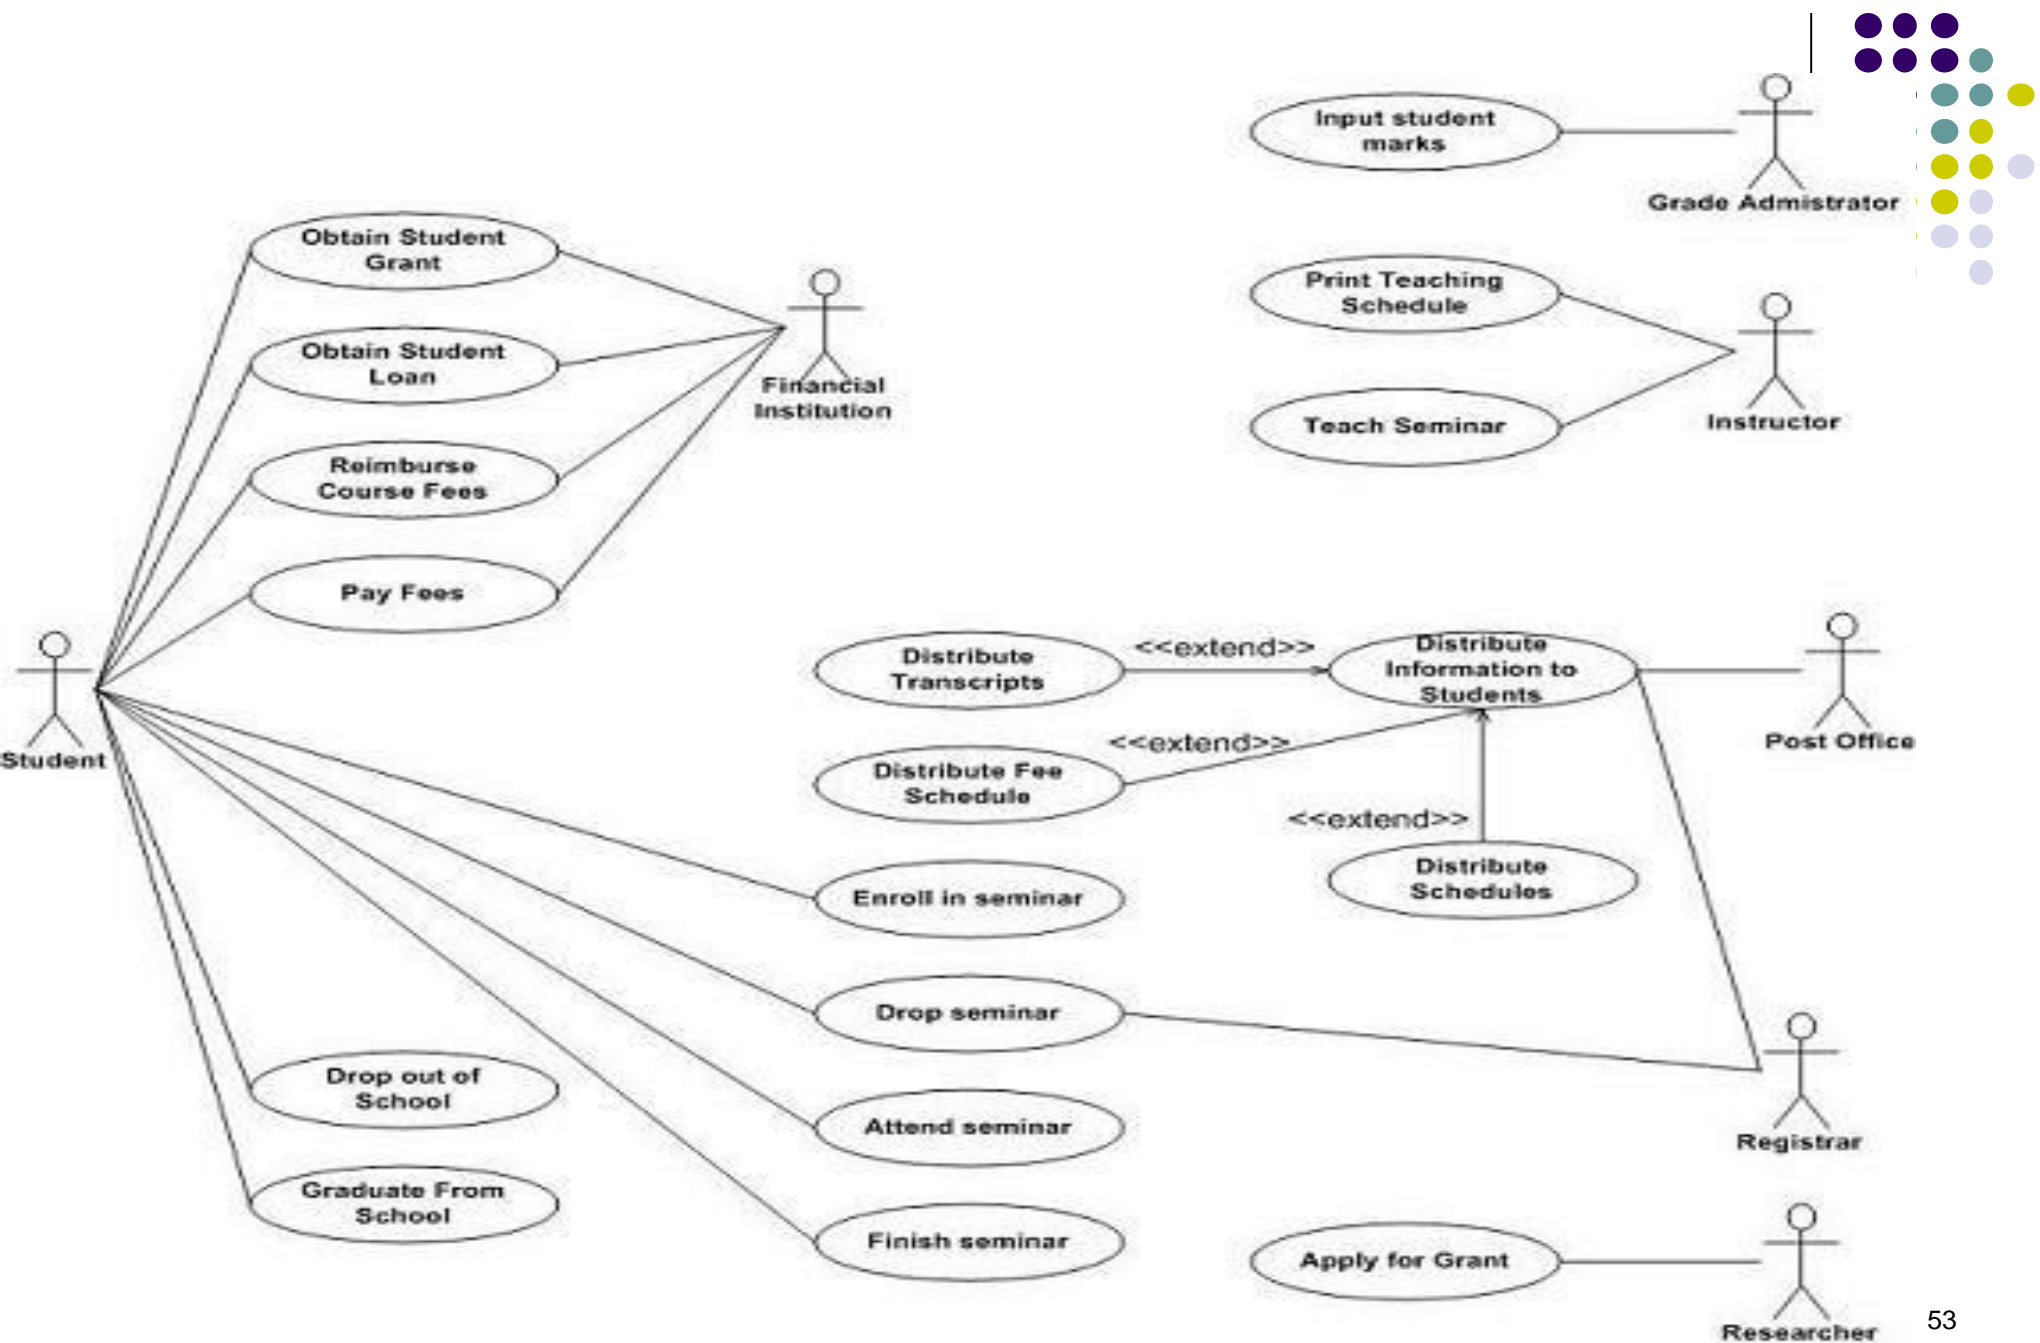 Input student
marks
Grade Admistrator
Obtain Student
Grant
Print Teaching
Schedule
Obtain Student
Loan
Financial
Institution
Teach Seminar
Instructor
Reimburse
Course Fees
Pay Fees
Student
Distribute
Transcripts
<<extend>>
Distribute
Information to
Students
Post Office
<<extend>>
Distribute Fee
Schedule
<<extend>>
Distribute
Schedules
Enroll in seminar
Drop seminar
Registrar
Drop out of
School
Attend seminar
Graduate From
School
Finish seminar
Apply for Grant
Researcher
53